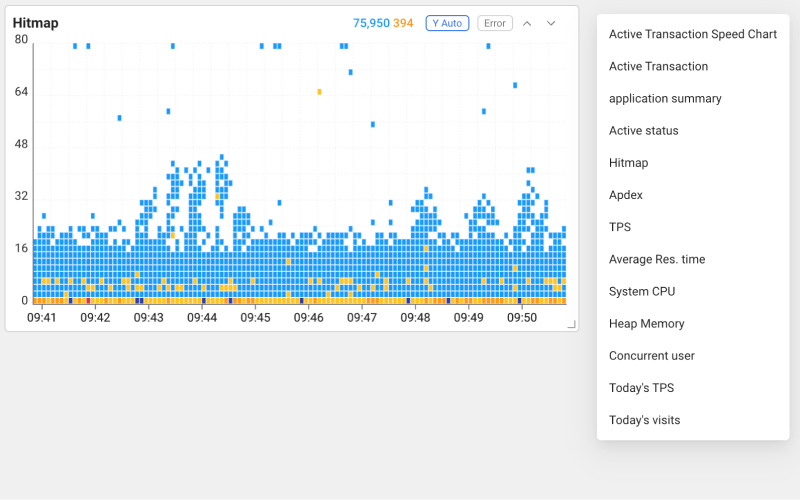 Hitmap
75,950 394
Y Auto
Error
80
64
48
32
16
0
09:41 09:42 09:43 09:44 09:45 09:46 09:47 09:48 09:49 09:50
Active Transaction Speed Chart
Active Transaction
application summary
Active status
Hitmap
Apdex
TPS
Average Res. time
System CPU
Heap Memory
Concurrent user
Today's TPS
Today's visits